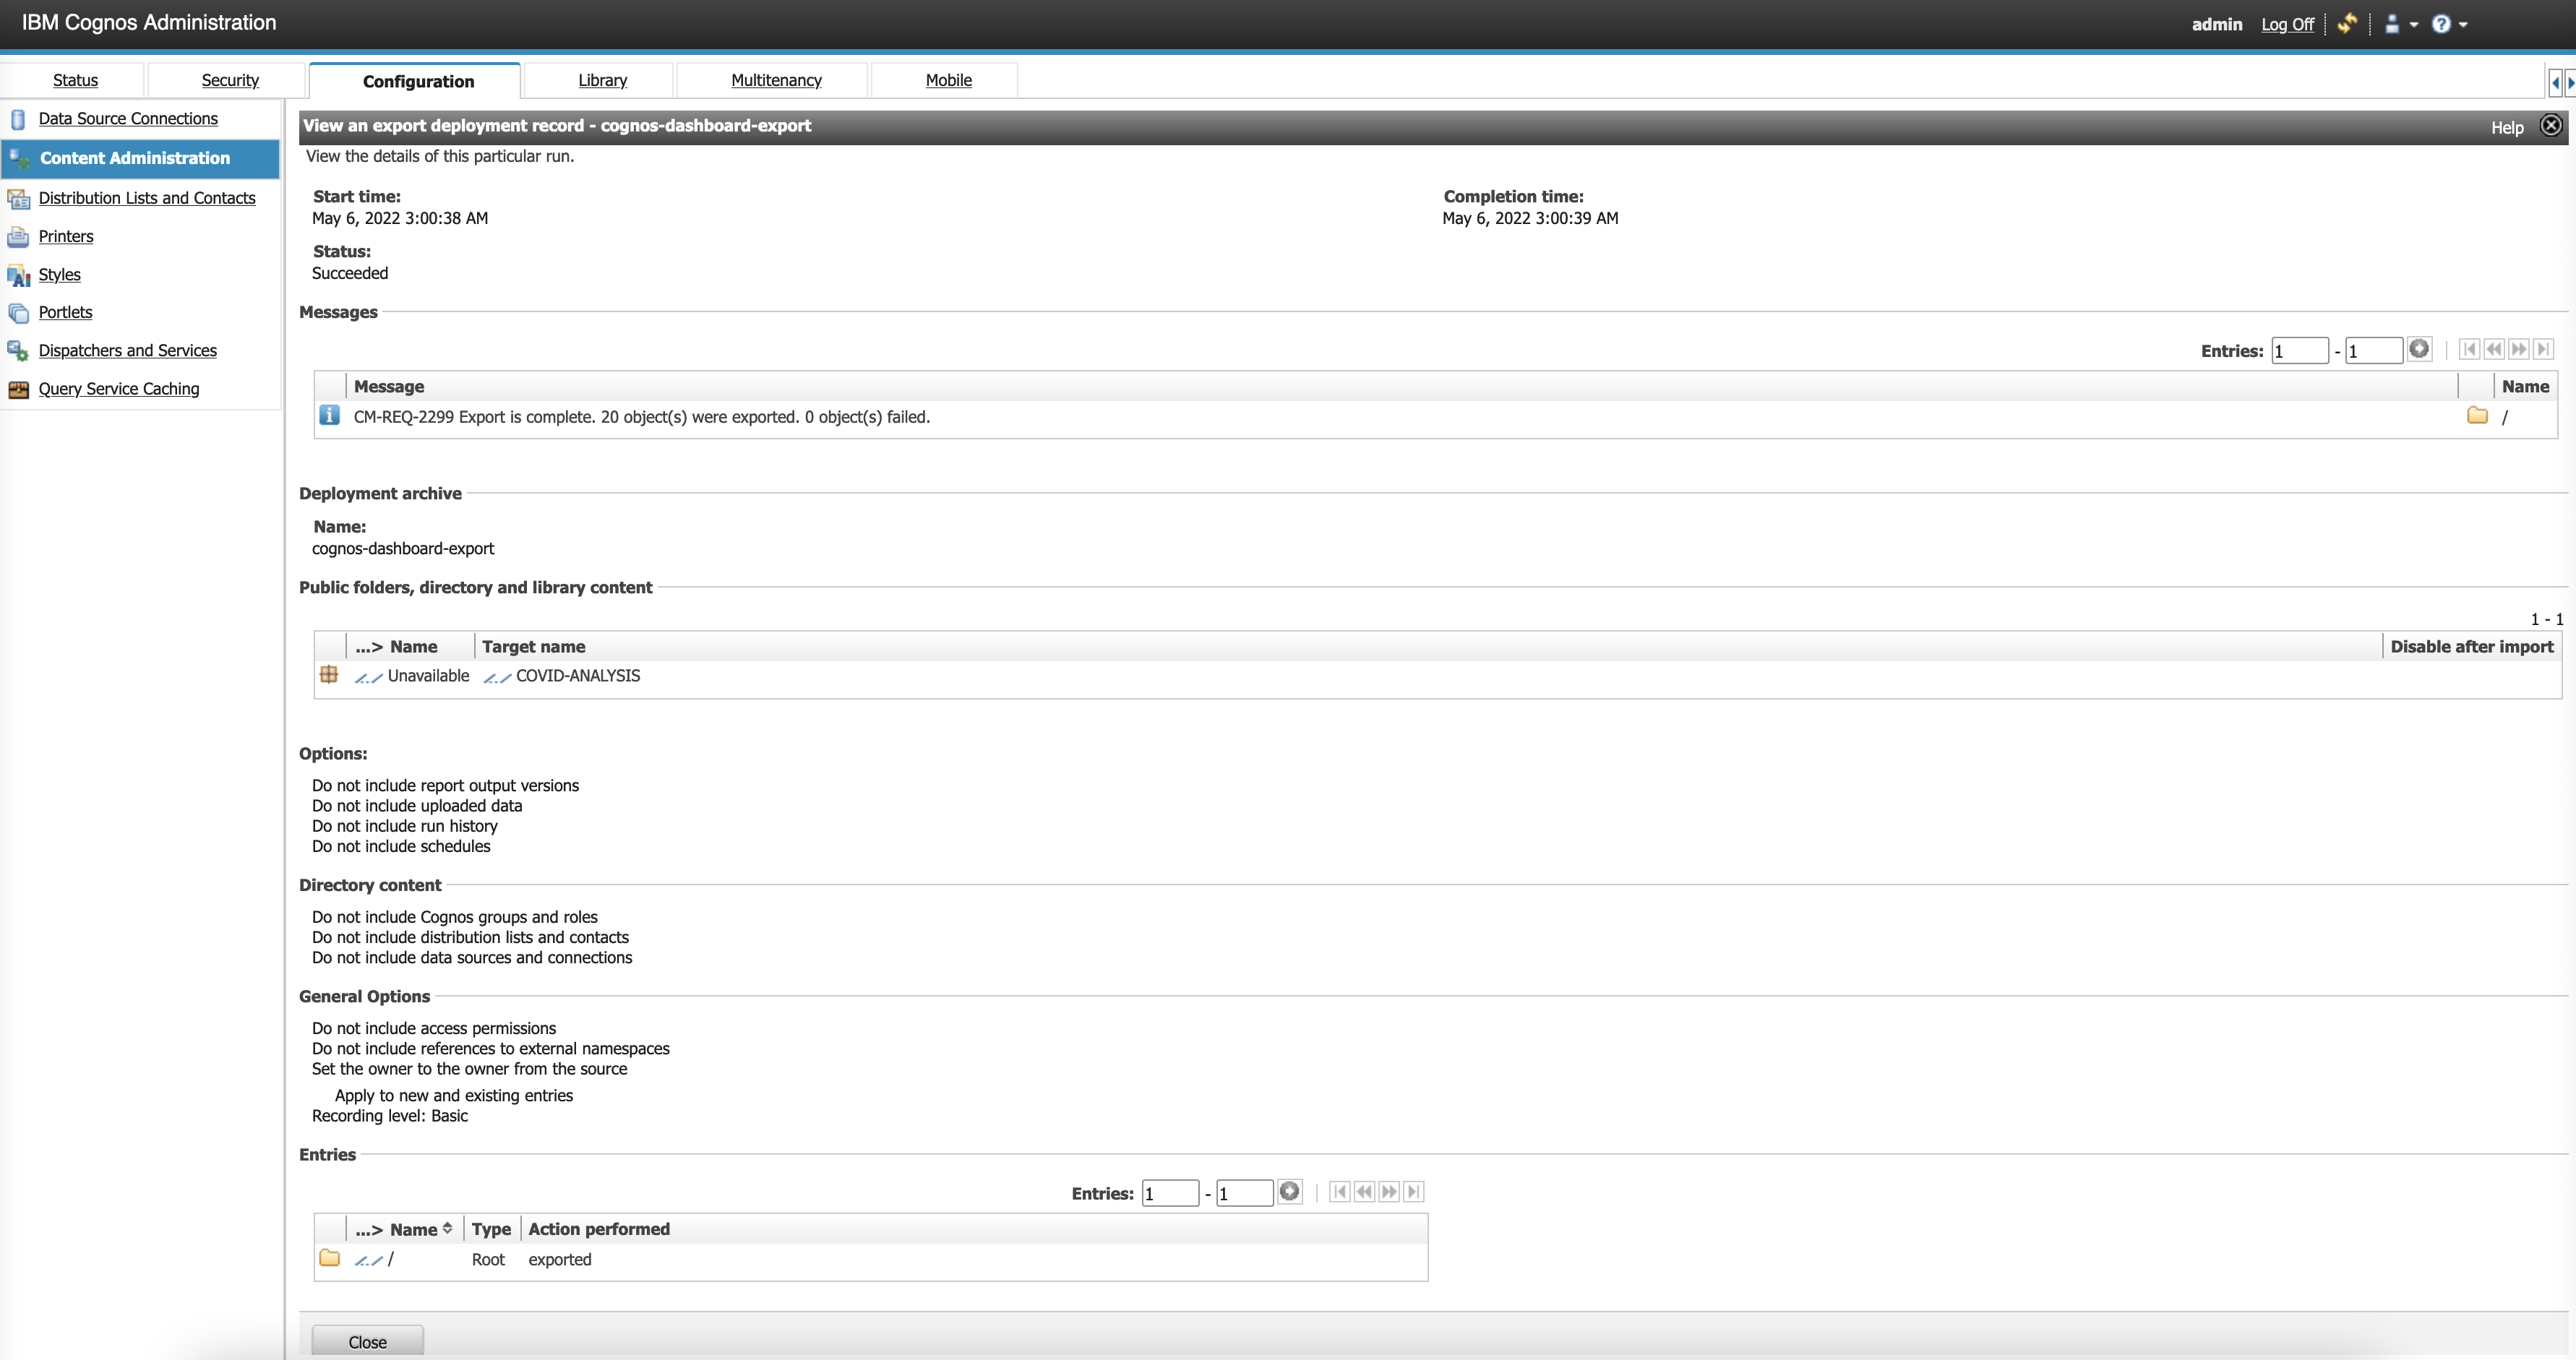 IBM Cognos Administration
admin Log Off
Status Security Configuration Library Multitenancy Mobile
Data Source Connections
Content Administration
Distribution Lists and Contacts
Printers
Styles
Portlets
Dispatchers and Services
Query Service Caching
View an export deployment record - cognos-dashboard-export Help
View the details of this particular run.
Start time: Completion time:
May 6, 2022 3:00:38 AM May 6, 2022 3:00:39 AM
Status:
Succeeded
Messages
Entries: 1 - 1
Message Name
CM-REQ-2299 Export is complete. 20 object(s) were exported. 0 object(s) failed. /
Deployment archive
Name:
cognos-dashboard-export
Public folders, directory and library content
1 - 1
...> Name Target name Disable after import
Unavailable COVID-ANALYSIS
Options:
Do not include report output versions
Do not include uploaded data
Do not include run history
Do not include schedules
Directory content
Do not include Cognos groups and roles
Do not include distribution lists and contacts
Do not include data sources and connections
General Options
Do not include access permissions
Do not include references to external namespaces
Set the owner to the owner from the source
Apply to new and existing entries
Recording level: Basic
Entries
Entries: 1 - 1
...> Name Type Action performed
/ Root exported
Close